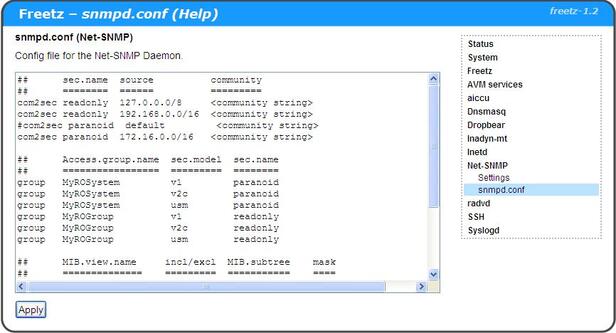 Freetz – snmpd.conf (Help)
freetz-1.2
snmpd.conf (Net-SNMP)
Config file for the Net-SNMP Daemon.
## sec.name source community
## ======== ====== =========
com2sec readonly 127.0.0.0/8 <community string>
com2sec readonly 192.168.0.0/16 <community string>
#com2sec paranoid default <community string>
com2sec paranoid 172.16.0.0/16 <community string>
## Access.group.name sec.model sec.name
## ================= ========= ========
group MyROSystem v1 paranoid
group MyROSystem v2c paranoid
group MyROSystem usm paranoid
group MyROGroup v1 readonly
group MyROGroup v2c readonly
group MyROGroup usm readonly
## MIB.view.name incl/excl MIB.subtree mask
## ============= ========= =========== ====
Apply
Status
System
Freetz
AVM services
aiccu
Dnsmasq
Dropbear
Inadyn-mt
Inetd
Net-SNMP
Settings
snmpd.conf
radvd
SSH
Syslogd